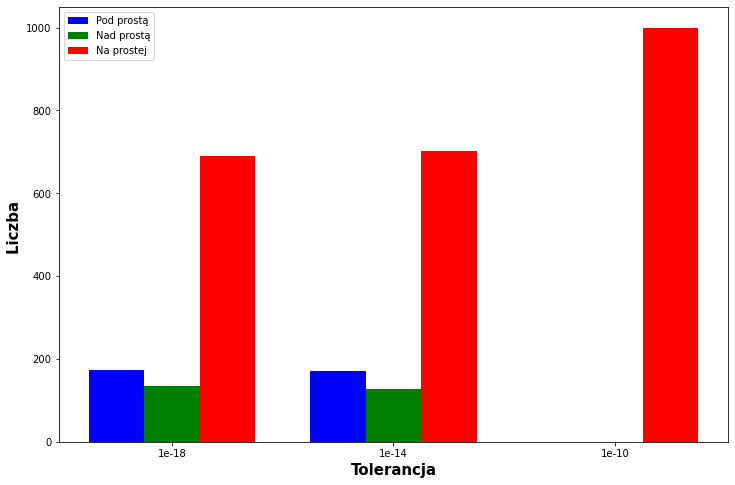 Pod prostą
Nad prostą
Na prostej
1000
800
600
400
200
0
Liczba
1e-18
1e-14
1e-10
Tolerancja